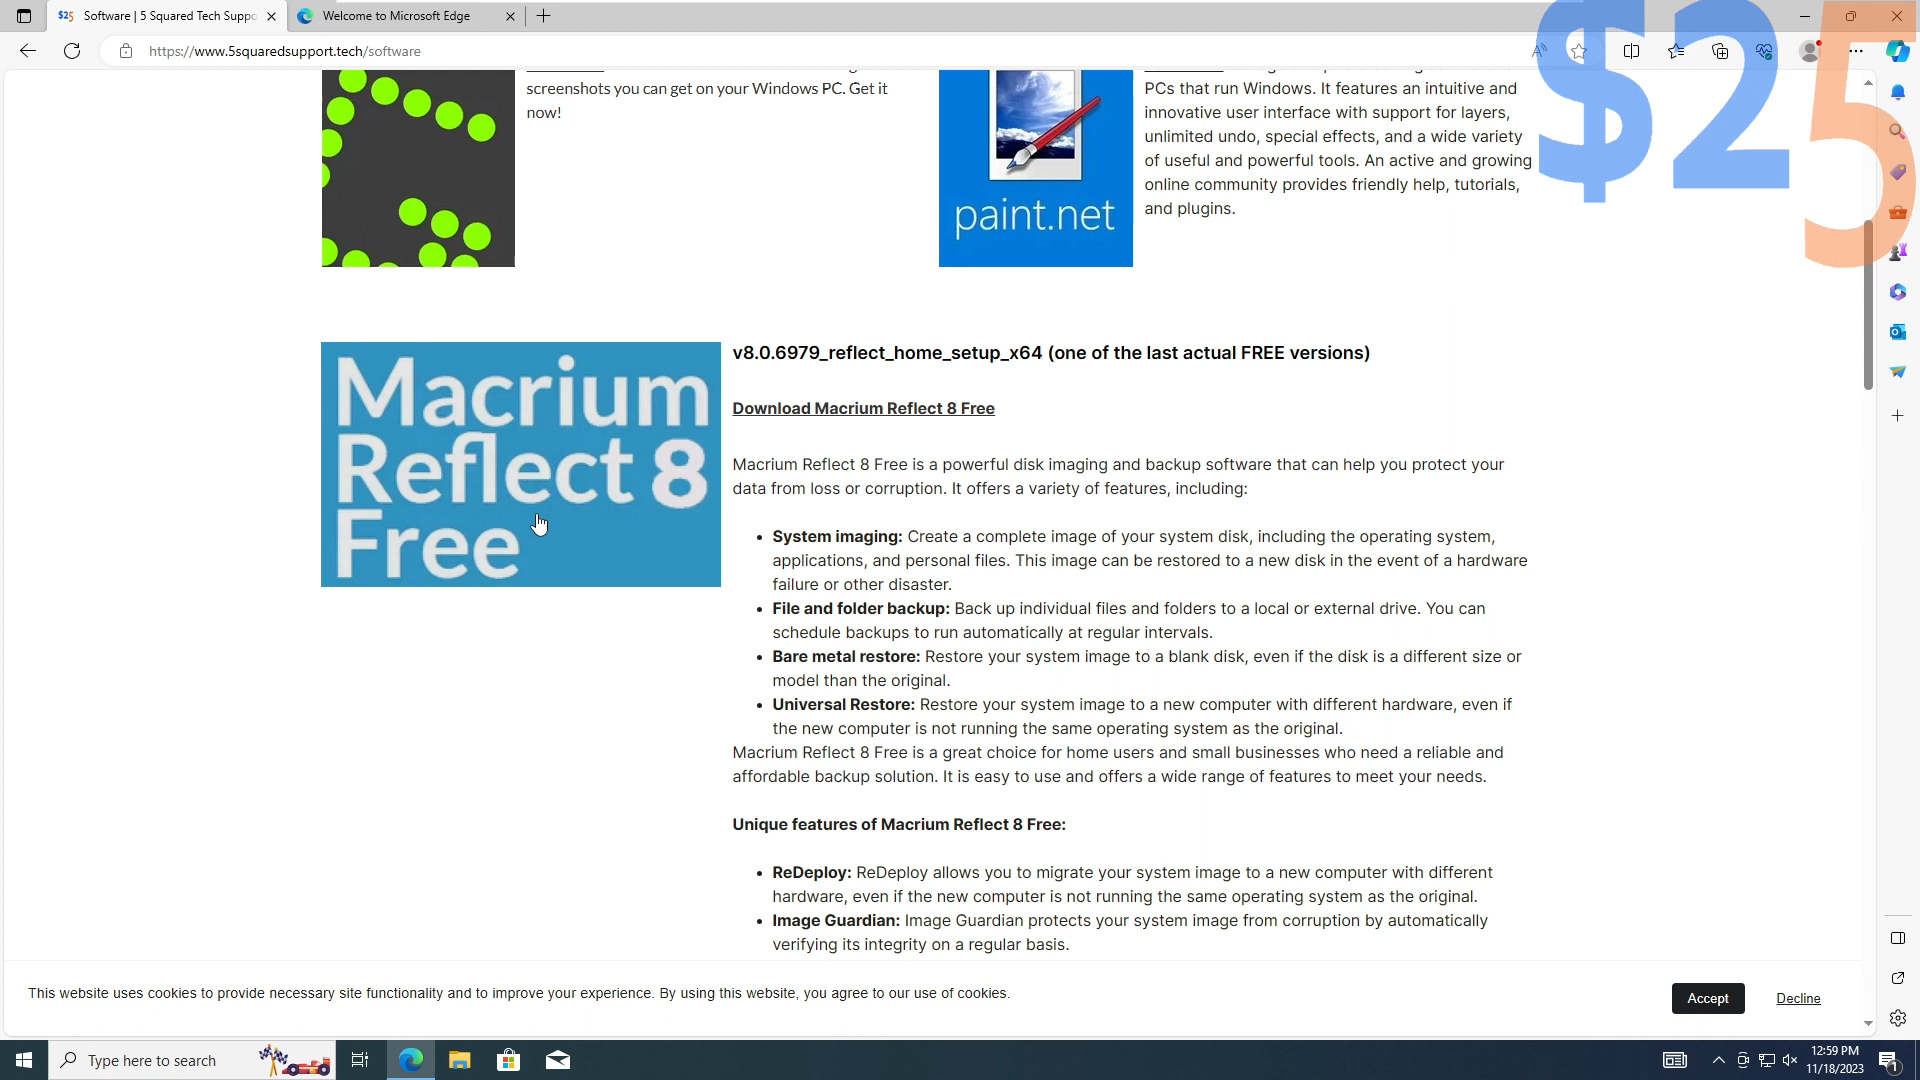 $25 Software | 5 Squared Tech Suppo
Welcome to Microsoft Edge
https://www.5squaredsupport.tech/software
$25
screenshots you can get on your Windows PC. Get it
now!
paint.net
PCs that run Windows. It features an intuitive and
innovative user interface with support for layers,
unlimited undo, special effects, and a wide variety
of useful and powerful tools. An active and growing
online community provides friendly help, tutorials,
and plugins.
Macrium
Reflect 8
Free
v8.0.6979_reflect_home_setup_x64 (one of the last actual FREE versions)
Download Macrium Reflect 8 Free
Macrium Reflect 8 Free is a powerful disk imaging and backup software that can help you protect your
data from loss or corruption. It offers a variety of features, including:
• System imaging: Create a complete image of your system disk, including the operating system,
applications, and personal files. This image can be restored to a new disk in the event of a hardware
failure or other disaster.
• File and folder backup: Back up individual files and folders to a local or external drive. You can
schedule backups to run automatically at regular intervals.
• Bare metal restore: Restore your system image to a blank disk, even if the disk is a different size or
model than the original.
• Universal Restore: Restore your system image to a new computer with different hardware, even if
the new computer is not running the same operating system as the original.
Macrium Reflect 8 Free is a great choice for home users and small businesses who need a reliable and
affordable backup solution. It is easy to use and offers a wide range of features to meet your needs.
Unique features of Macrium Reflect 8 Free:
• ReDeploy: ReDeploy allows you to migrate your system image to a new computer with different
hardware, even if the new computer is not running the same operating system as the original.
• Image Guardian: Image Guardian protects your system image from corruption by automatically
verifying its integrity on a regular basis.
This website uses cookies to provide necessary site functionality and to improve your experience. By using this website, you agree to our use of cookies.
Accept
Decline
Type here to search
12:59 PM
11/18/2023
1